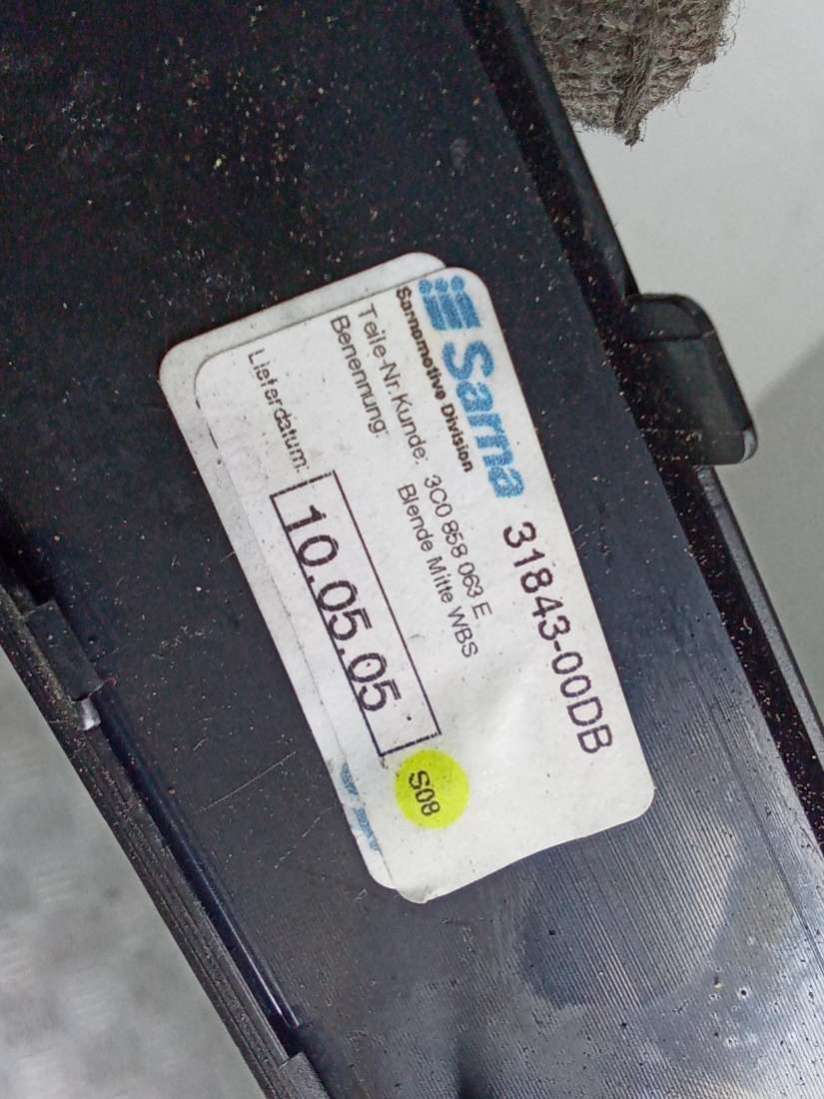 Sarna
31843-00DB
Sarnamotive Division
Teile-Nr.Kunde: 3C0 858 063 E
Benennung: Blende Mitte WBS
Lieferdatum: 10.05.05
S08